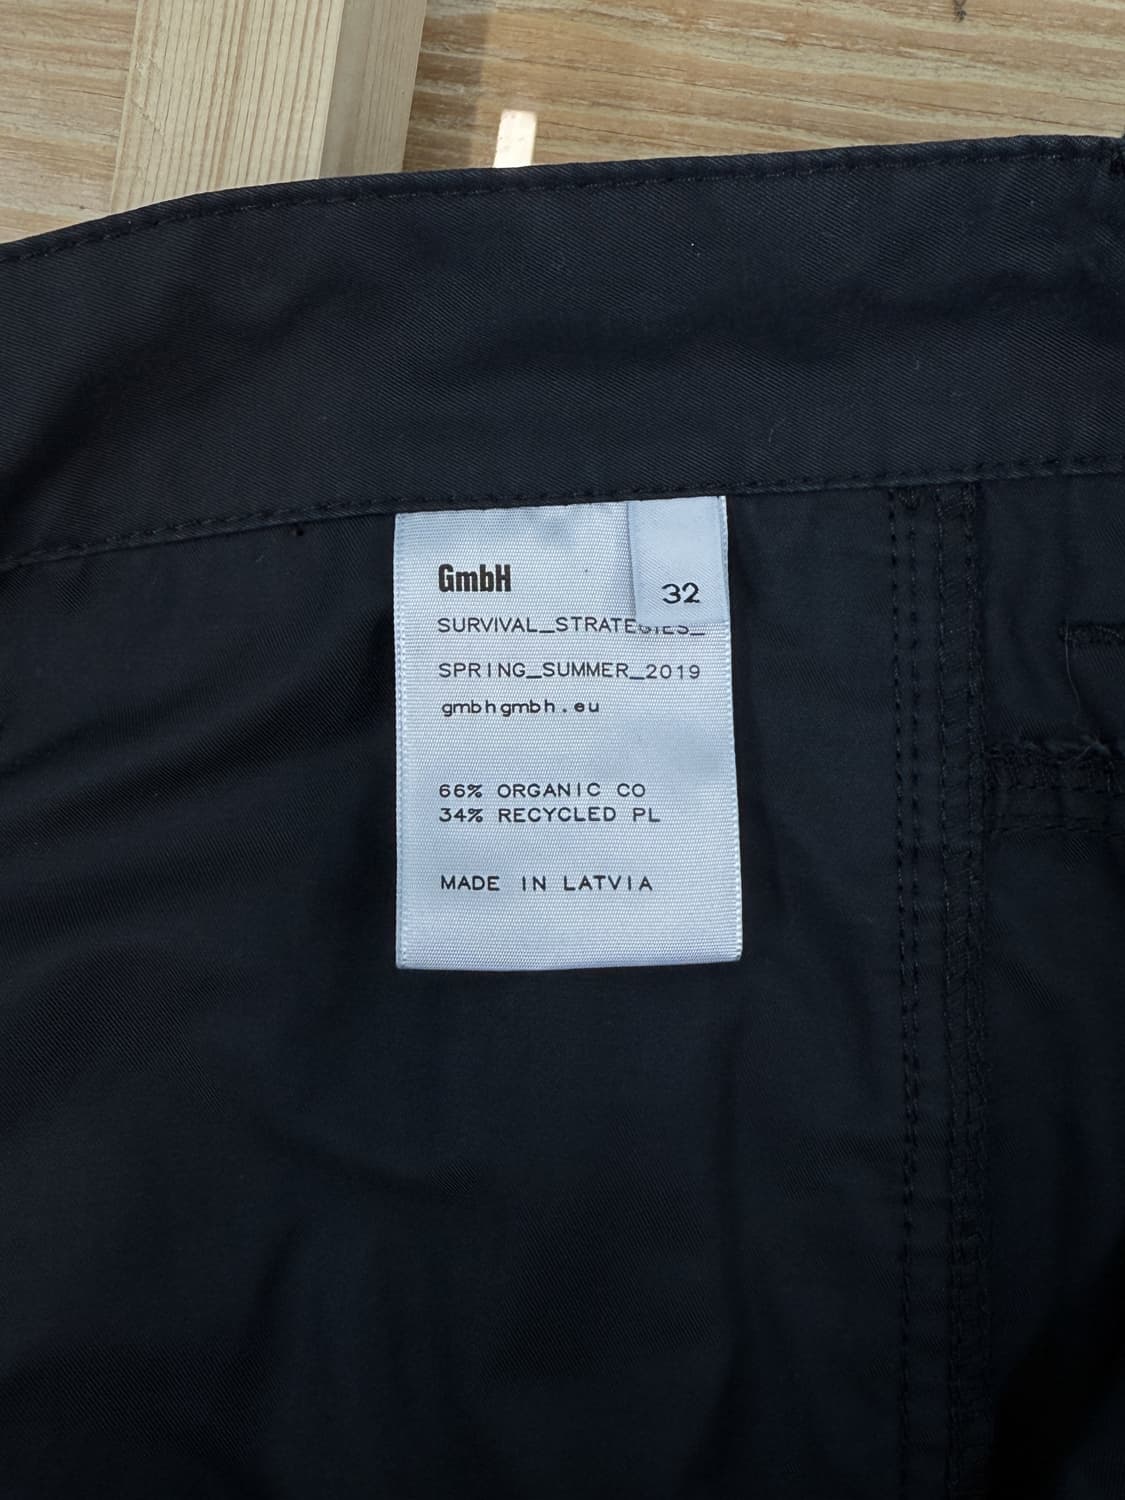 GmbH
32
SURVIVAL_STRATEGIES_
SPRING_SUMMER_2019
gmbhgmbh.eu
66% ORGANIC CO
34% RECYCLED PL
MADE IN LATVIA